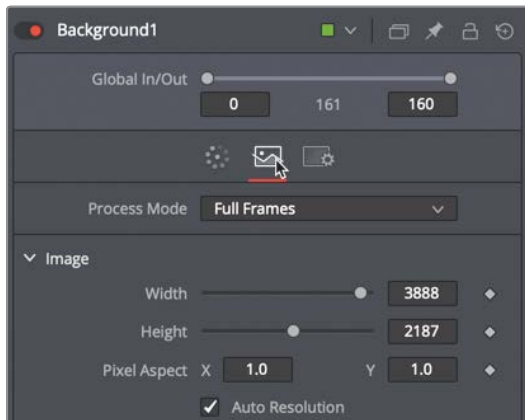 Background1
Global In/Out
0 161 160
Process Mode Full Frames
Image
Width 3888
Height 2187
Pixel Aspect X 1.0 Y 1.0
Auto Resolution